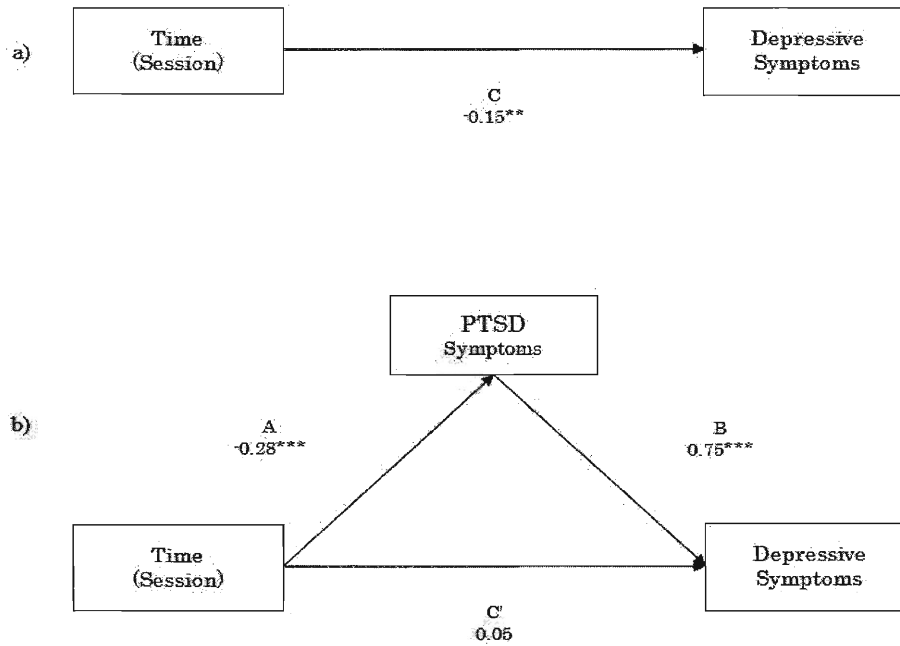 a)
Time
(Session)
Depressive
Symptoms
C
-0.15**
PTSD
Symptoms
b)
A
-0.28***
B
0.75***
Time
(Session)
Depressive
Symptoms
C'
0.05